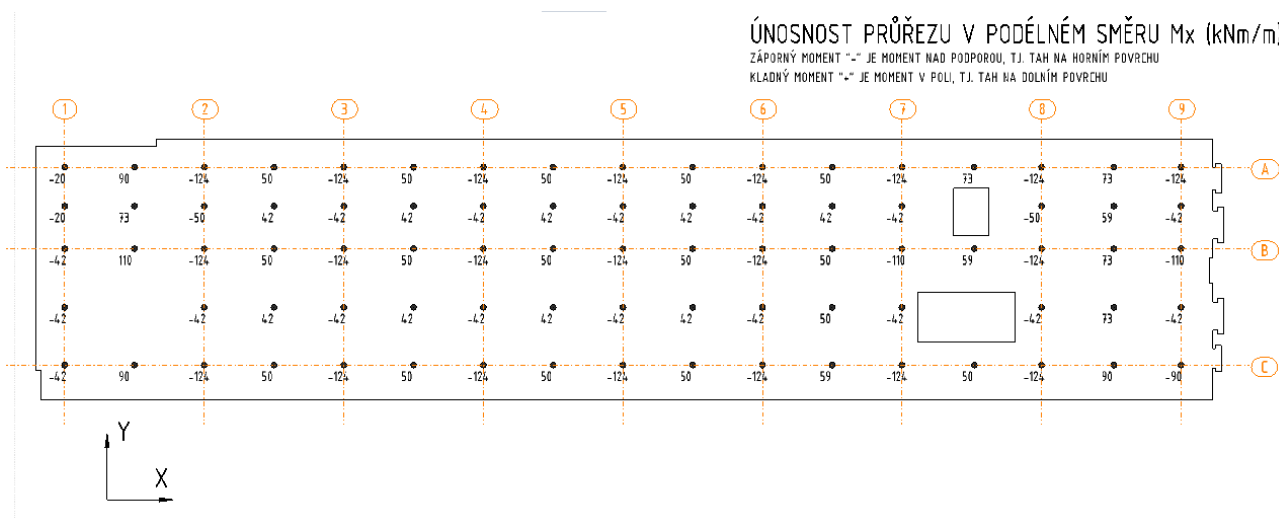 ÚNOSNOST PRŮŘEZU V PODÉLNÉM SMĚRU Mx (kNm/m)
ZÁPORNÝ MOMENT "-" JE MOMENT NAD PODPOROU, TJ. TAH NA HORNÍM POVRCHU
KLADNÝ MOMENT "+" JE MOMENT V POLI, TJ. TAH NA DOLNÍM POVRCHU
1 2 3 4 5 6 7 8 9
A
-20 90 -124 50 -124 50 -124 50 -124 50 -124 50 -124 73 -124 73 -124
-20 73 -50 42 -42 42 -42 42 -42 42 -42 42 -42 -50 59 -42
B
-42 110 -124 50 -124 50 -124 50 -124 50 -124 50 -110 59 -124 73 -110
-42 -42 42 -42 42 -42 42 -42 42 -42 50 -42 -42 73 -42
C
-42 90 -124 50 -124 50 -124 50 -124 50 -124 59 -124 50 -124 90 -90
Y
X